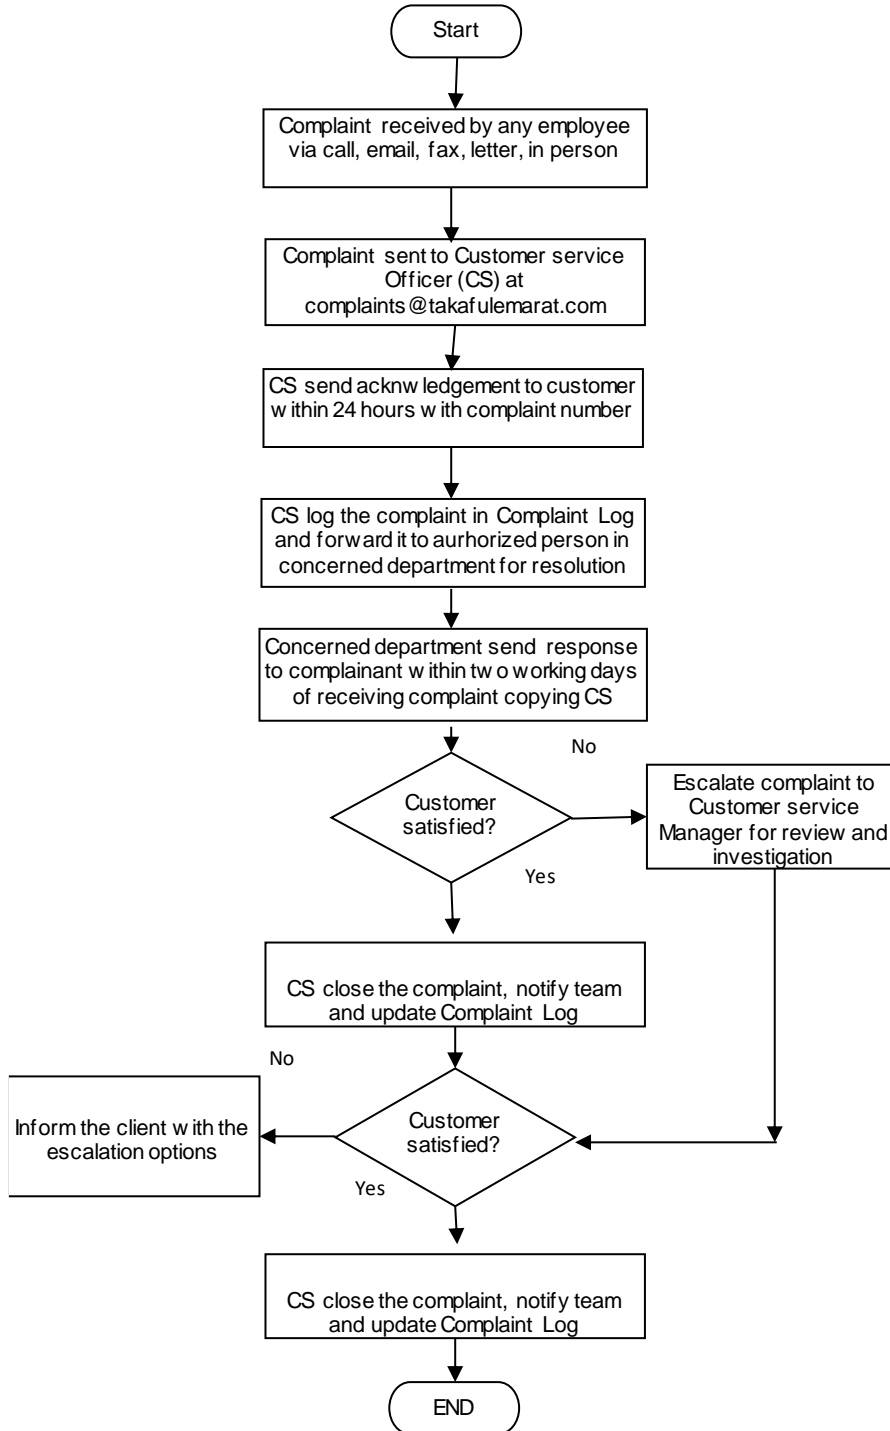 Start
Complaint received by any employee
via call, email, fax, letter, in person
Complaint sent to Customer service
Officer (CS) at
complaints@takafulemarat.com
CS send acknwledgement to customer
within 24 hours with complaint number
CS log the complaint in Complaint Log
and forward it to aurhorized person in
concerned department for resolution
Concerned department send response
to complainant within two working days
of receiving complaint copying CS
No
Customer
satisfied?
Escalate complaint to
Customer service
Manager for review and
investigation
Yes
CS close the complaint, notify team
and update Complaint Log
No
Inform the client with the
escalation options
Customer
satisfied?
Yes
CS close the complaint, notify team
and update Complaint Log
END